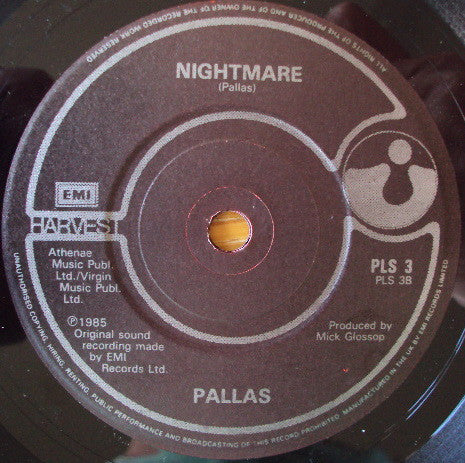 ALL RIGHTS OF THE PRODUCER AND OF THE OWNER OF THE RECORDED WORK RESERVED
NIGHTMARE
(Pallas)
EMI
HARVEST
Athenae
Music Publ.
Ltd./Virgin
Music Publ.
Ltd.
PLS 3
PLS 3B
Ⓟ1985
Original sound
recording made
by EMI
Records Ltd.
Produced by
Mick Glossop
PALLAS
UNAUTHORISED COPYING, HIRING, RENTING, PUBLIC PERFORMANCE AND BROADCASTING OF THIS RECORD PROHIBITED. MANUFACTURED IN THE UK BY EMI RECORDS LIMITED